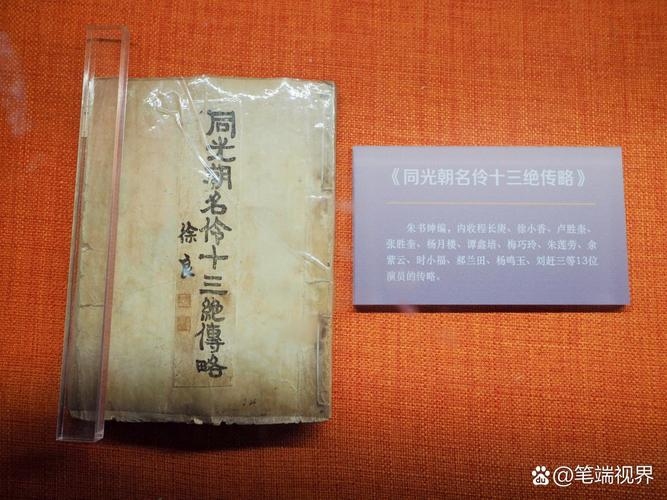 同光朝名伶十三絶傳略
徐良
《同光朝名伶十三绝传略》
朱书绅编，内收程长庚、徐小香、卢胜奎、
张胜奎、杨月楼、谭鑫培、梅巧玲、朱莲芳、余
紫云、时小福、郝兰田、杨鸣玉、刘赶三等13位
演员的传略。
du
@笔端视界